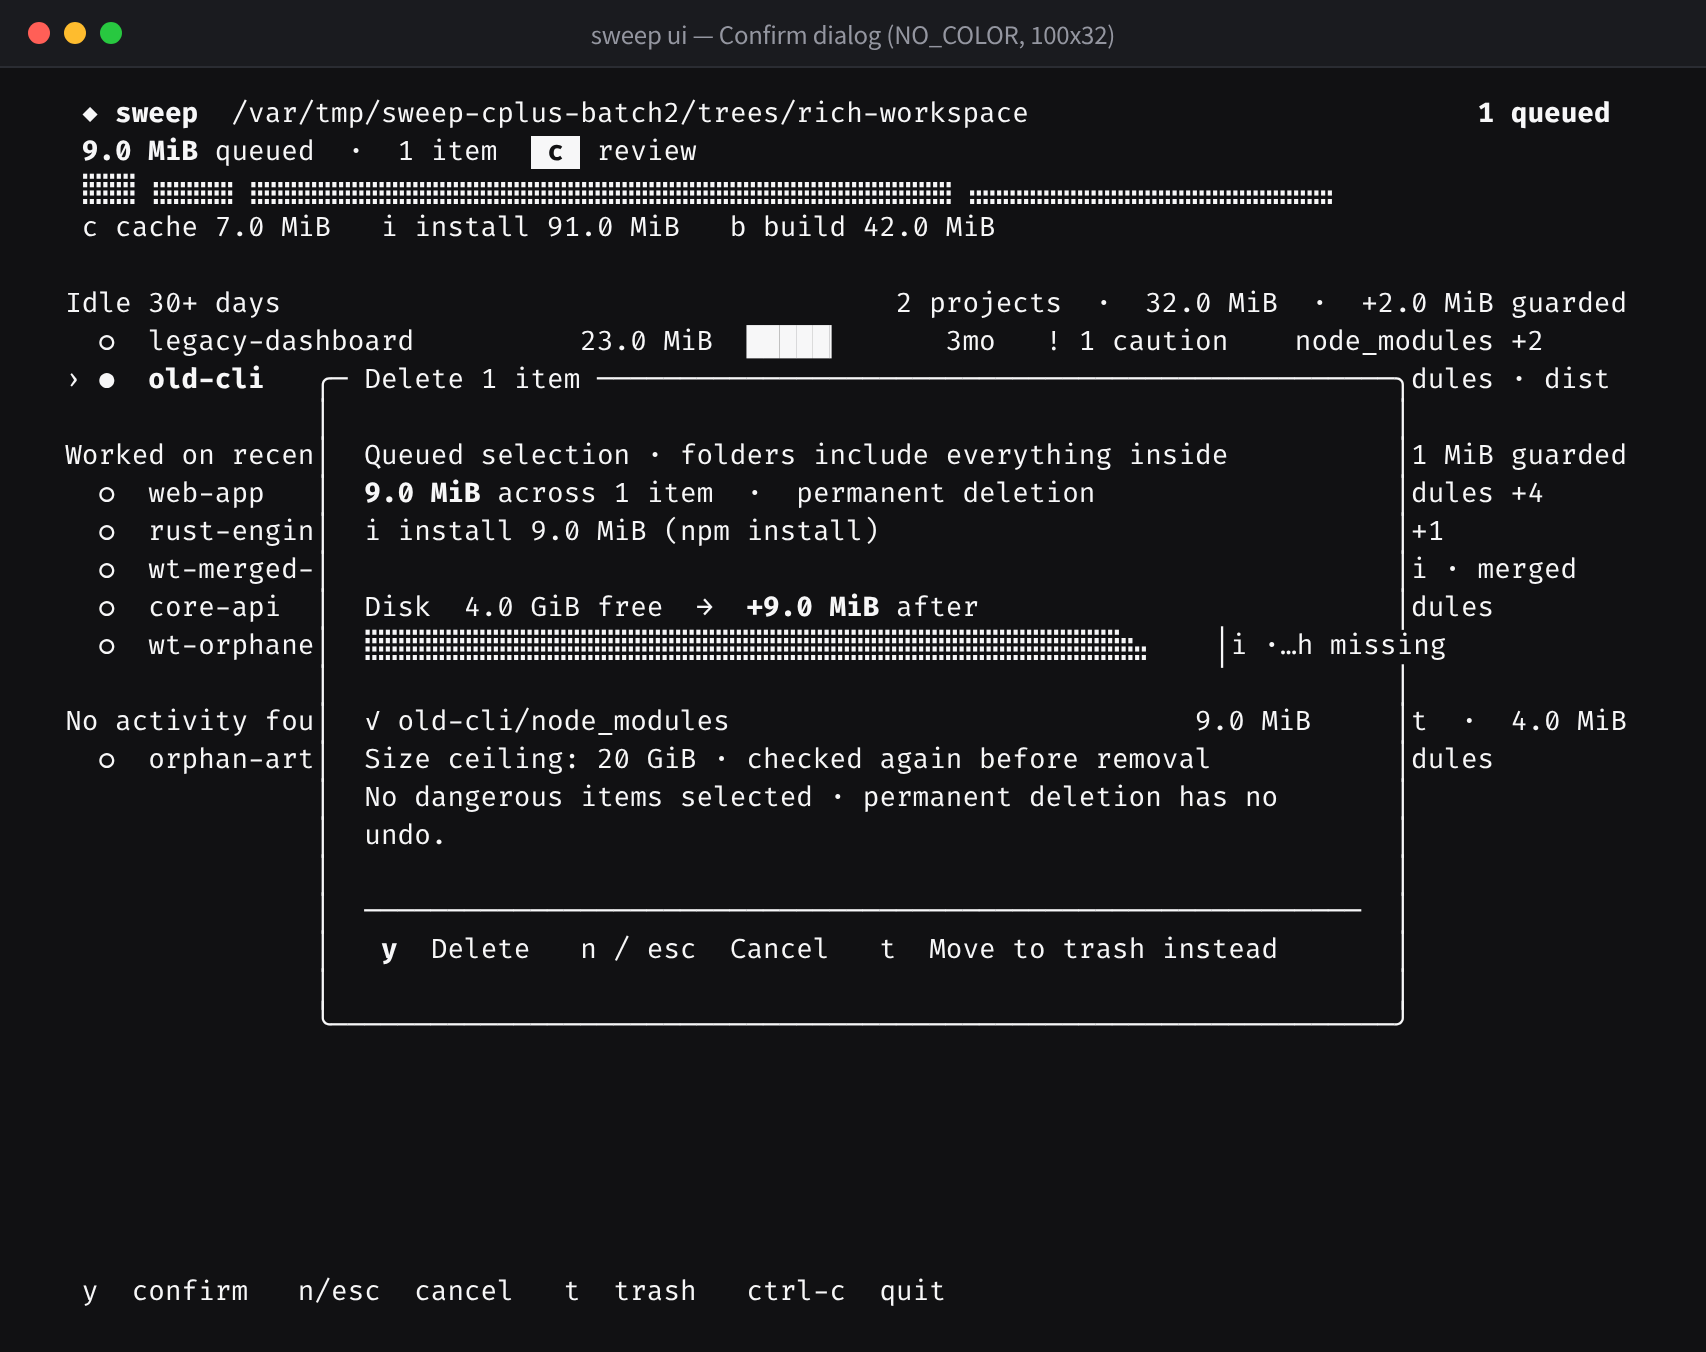 sweep ui — Confirm dialog (NO_COLOR, 100x32)
◆ sweep  /var/tmp/sweep-cplus-batch2/trees/rich-workspace  1 queued
9.0 MiB queued  ·  1 item  c  review
c cache 7.0 MiB   i install 91.0 MiB   b build 42.0 MiB
Idle 30+ days  2 projects  ·  32.0 MiB  ·  +2.0 MiB guarded
○  legacy-dashboard  23.0 MiB  3mo  ! 1 caution  node_modules +2
› ●  old-cli  dules · dist
Delete 1 item
Worked on recen  1 MiB guarded
○  web-app  dules +4
○  rust-engin  +1
○  wt-merged-  i · merged
○  core-api  dules
○  wt-orphane  i ·…h missing
No activity fou  t  ·  4.0 MiB
○  orphan-art  dules
Queued selection · folders include everything inside
9.0 MiB across 1 item  ·  permanent deletion
i install 9.0 MiB (npm install)
Disk  4.0 GiB free  →  +9.0 MiB after
√ old-cli/node_modules  9.0 MiB
Size ceiling: 20 GiB · checked again before removal
No dangerous items selected · permanent deletion has no
undo.
y  Delete   n / esc  Cancel   t  Move to trash instead
y  confirm   n/esc  cancel   t  trash   ctrl-c  quit